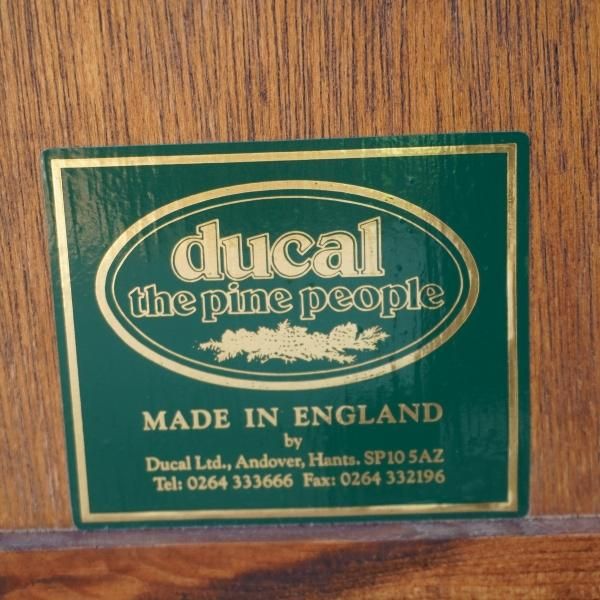 ducal
the pine people
MADE IN ENGLAND
by
Ducal Ltd., Andover, Hants. SP10 5AZ
Tel: 0264 333666 Fax: 0264 332196